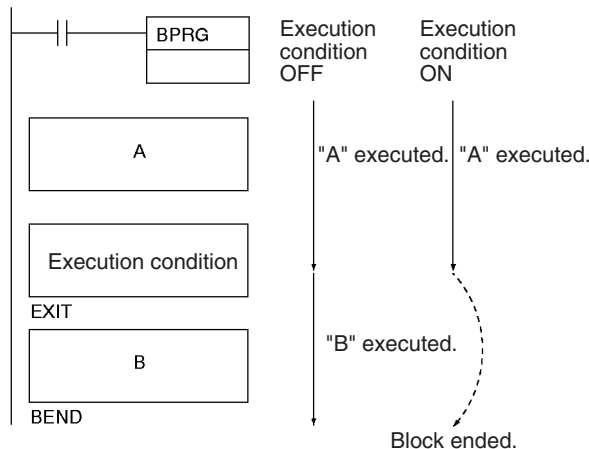 BPRG
Execution
condition
OFF
Execution
condition
ON
A
"A" executed.
"A" executed.
Execution condition
EXIT
B
"B" executed.
BEND
Block ended.